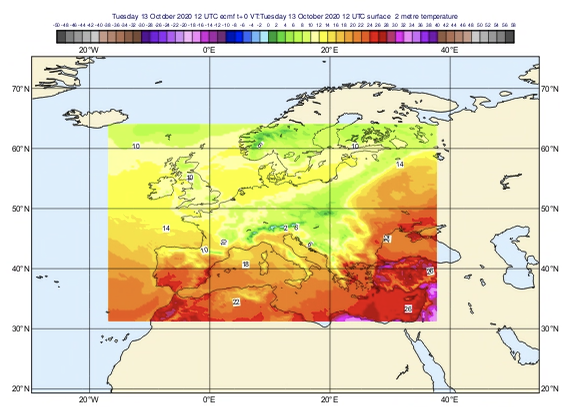 Tuesday 13 October 2020 12 UTC ecmf t+0 VT:Tuesday 13 October 2020 12 UTC surface 2 metre temperature
-50 -48 -46 -44 -42 -40 -38 -36 -34 -32 -30 -28 -26 -24 -22 -20 -18 -16 -14 -12 -10 -8 -6 -4 -2 0 2 4 6 8 10 12 14 16 18 20 22 24 26 28 30 32 34 36 38 40 42 44 46 48 50 52 54 56 58
20°W 0°E 20°E 40°E
70°N 70°N
60°N 60°N
10 6 10 14
10
50°N 50°N
14 2 6
10 6
18
40°N 40°N
22 26
30°N 30°N
20°N 20°N
20°W 0°E 20°E 40°E